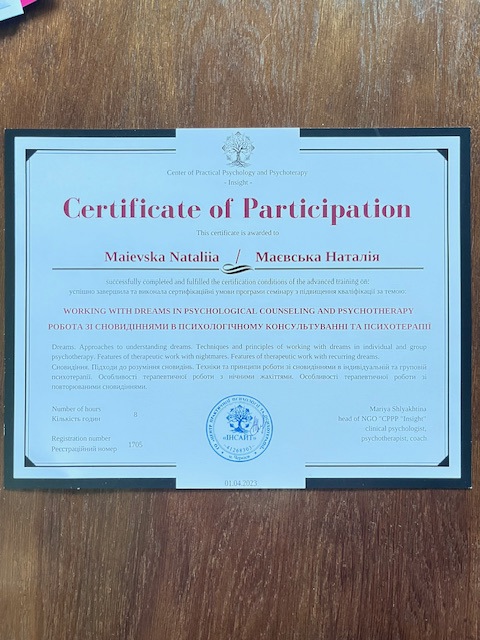 Center of Practical Psychology and Psychoterapy
- Insight -
Certificate of Participation
This certificate is awarded to
Maievska Nataliia / Маєвська Наталія
successfully completed and fulfilled the certification conditions of the advanced training on:
успішно завершила та виконала сертифікаційні умови програми семінару з підвищення кваліфікації за темою:
WORKING WITH DREAMS IN PSYCHOLOGICAL COUNSELING AND PSYCHOTHERAPY
РОБОТА ЗІ СНОВИДІННЯМИ В ПСИХОЛОГІЧНОМУ КОНСУЛЬТУВАННІ ТА ПСИХОТЕРАПІЇ
Dreams. Approaches to understanding dreams. Techniques and principles of working with dreams in individual and group
psychotherapy. Features of therapeutic work with nightmares. Features of therapeutic work with recurring dreams.
Сновидіння. Підходи до розуміння сновидінь. Техніки та принципи роботи зі сновидіннями в індивідуальній та груповій
психотерапії. Особливості терапевтичної роботи з нічними жахіттями. Особливості терапевтичної роботи зі
повторюваними сновидіннями.
Number of hours
Кількість годин 8
Registration number
Реєстраційний номер 1705
«ІНСАЙТ»
Mariya Shlyakhtina
head of NGO "CPPP "Insight"
clinical psychologist,
psychotherapist, coach
01.04.2023